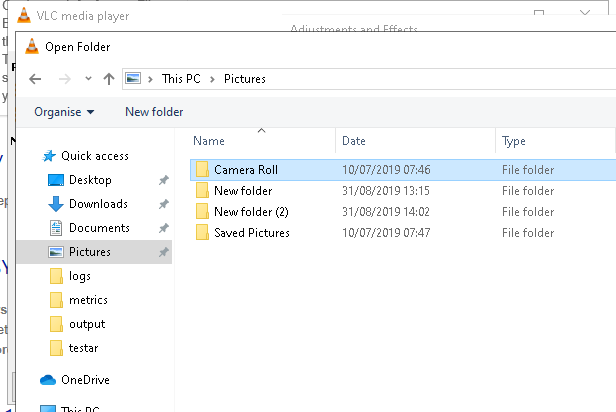 VLC media player
Adjustments and Effects
Open Folder
This PC > Pictures
Organise New folder
Name Date Type
Quick access
Desktop
Downloads
Documents
Pictures
logs
metrics
output
testar
OneDrive
This PC
Camera Roll 10/07/2019 07:46 File folder
New folder 31/08/2019 13:15 File folder
New folder (2) 31/08/2019 14:02 File folder
Saved Pictures 10/07/2019 07:47 File folder